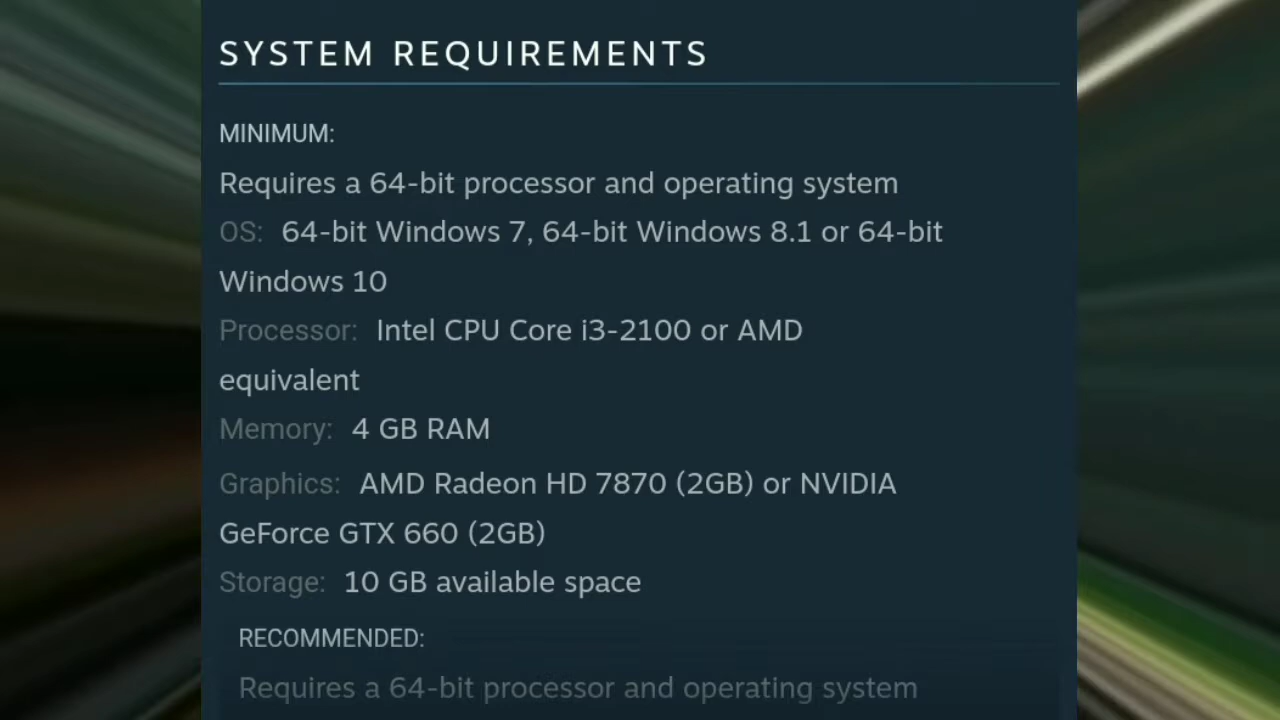 SYSTEM REQUIREMENTS
MINIMUM:
Requires a 64-bit processor and operating system
OS: 64-bit Windows 7, 64-bit Windows 8.1 or 64-bit
Windows 10
Processor: Intel CPU Core i3-2100 or AMD
equivalent
Memory: 4 GB RAM
Graphics: AMD Radeon HD 7870 (2GB) or NVIDIA
GeForce GTX 660 (2GB)
Storage: 10 GB available space
RECOMMENDED:
Requires a 64-bit processor and operating system